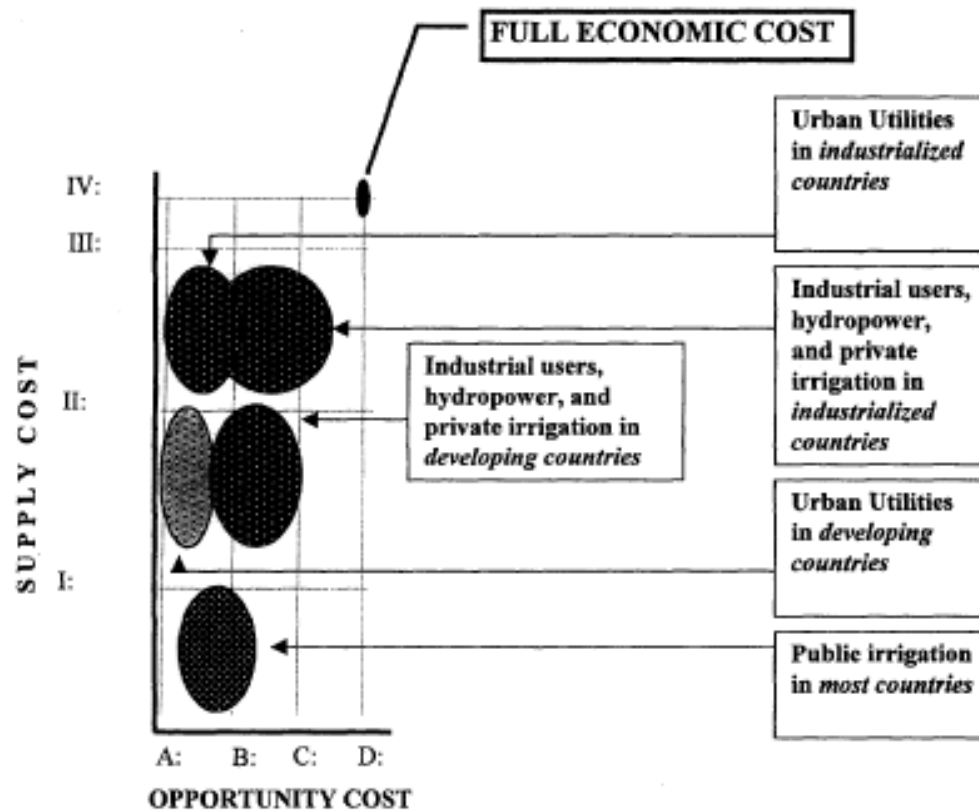 FULL ECONOMIC COST
Urban Utilities
in industrialized
countries
IV:
III:
Industrial users,
hydropower,
and private
irrigation in
industrialized
countries
Industrial users,
hydropower, and
private irrigation in
developing countries
II:
SUPPLY COST
Urban Utilities
in developing
countries
I:
Public irrigation
in most countries
A:
B:
C:
D:
OPPORTUNITY COST